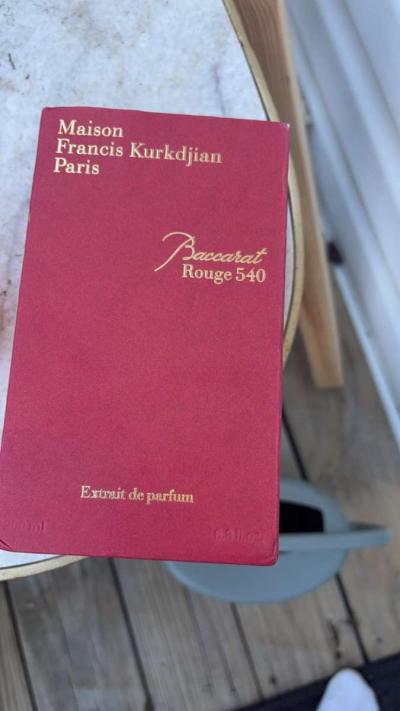 Maison
Francis Kurkdjian
Paris
Baccarat
Rouge 540
Extrait de parfum